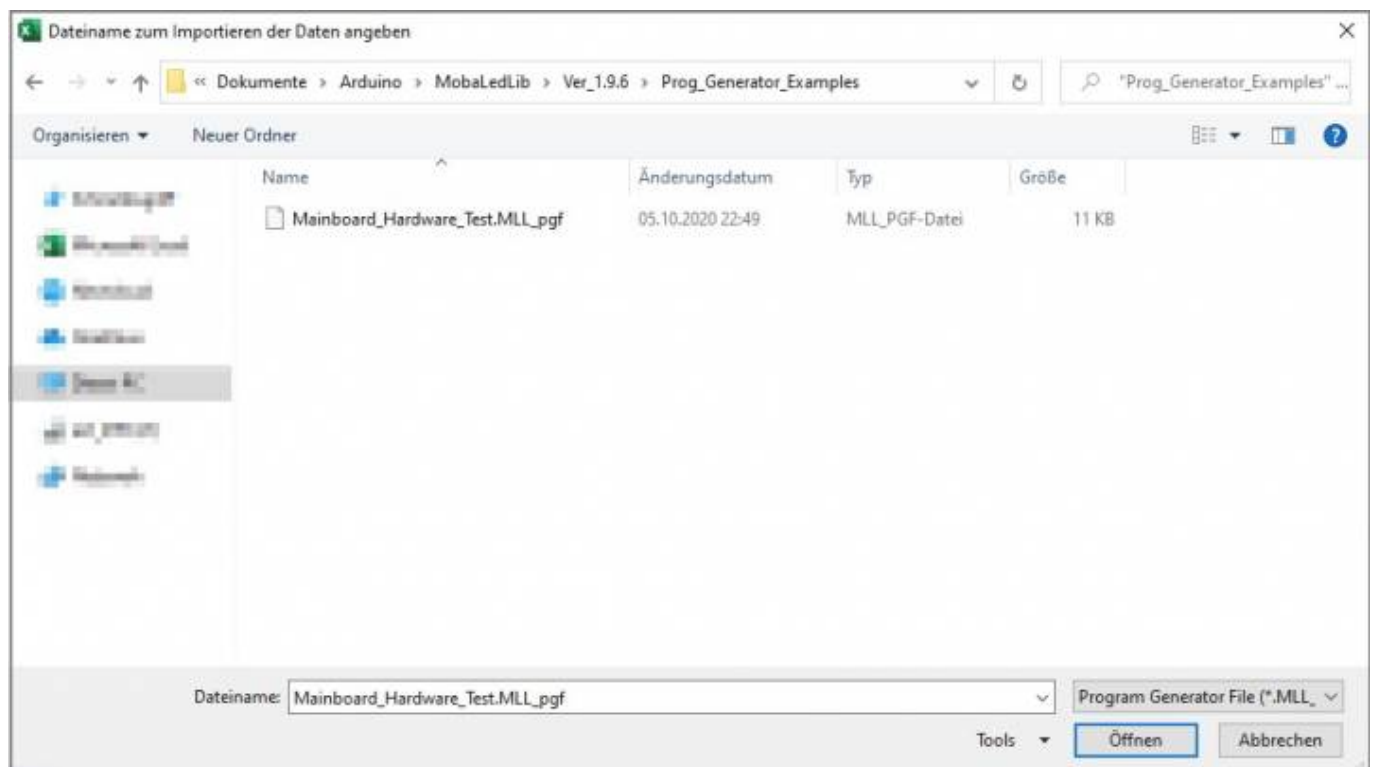 Dateiname zum Importieren der Daten angeben
« Dokumente > Arduino > MobaLedLib > Ver_1.9.6 > Prog_Generator_Examples
"Prog_Generator_Examples" ...
Organisieren
Neuer Ordner
Name Änderungsdatum Typ Größe
Mainboard_Hardware_Test.MLL_pgf 05.10.2020 22:49 MLL_PGF-Datei 11 KB
Dateiname: Mainboard_Hardware_Test.MLL_pgf
Program Generator File (*.MLL_
Tools
Öffnen
Abbrechen